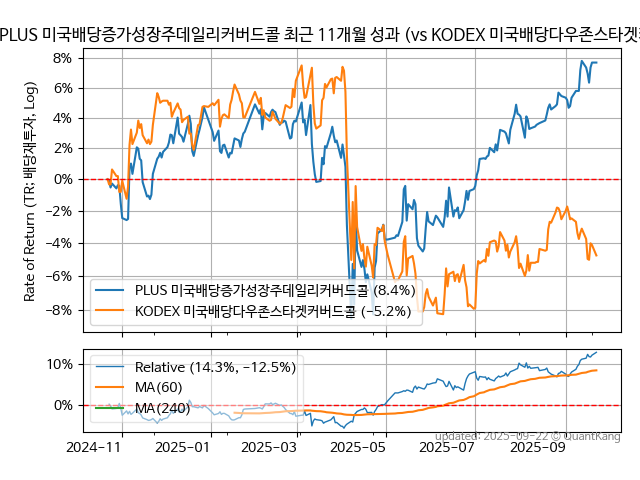 PLUS 미국배당증가성장주데일리커버드콜 최근 11개월 성과 (vs KODEX 미국배당다우존스타겟
8%
6%
4%
2%
0%
−2%
−4%
−6%
−8%
Rate of Return (TR: 배당재투자, Log)
PLUS 미국배당증가성장주데일리커버드콜 (8.4%)
KODEX 미국배당다우존스타겟커버드콜 (−5.2%)
10%
0%
Relative (14.3%, −12.5%)
MA(60)
MA(240)
2024−11 2025−01 2025−03 2025−05 2025−07 2025−09
updated: 2025-09-22 © QuantKang